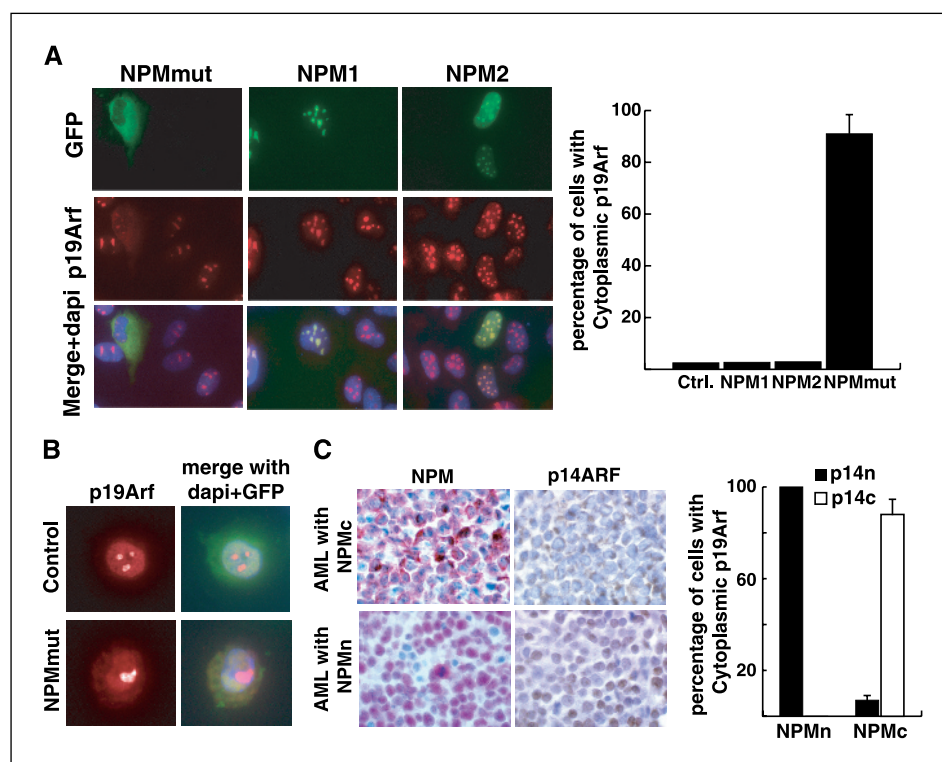 A
NPMmut NPM1 NPM2
GFP
p19Arf
Merge+dapi
percentage of cells with
Cytoplasmic p19Arf
100
80
60
40
20
Ctrl. NPM1 NPM2 NPMmut
B
p19Arf
merge with
dapi+GFP
Control
NPMmut
C
NPM p14ARF
AML with
NPMc
AML with
NPMn
percentage of cells with
Cytoplasmic p19Arf
p14n
p14c
100
60
20
NPMn NPMc